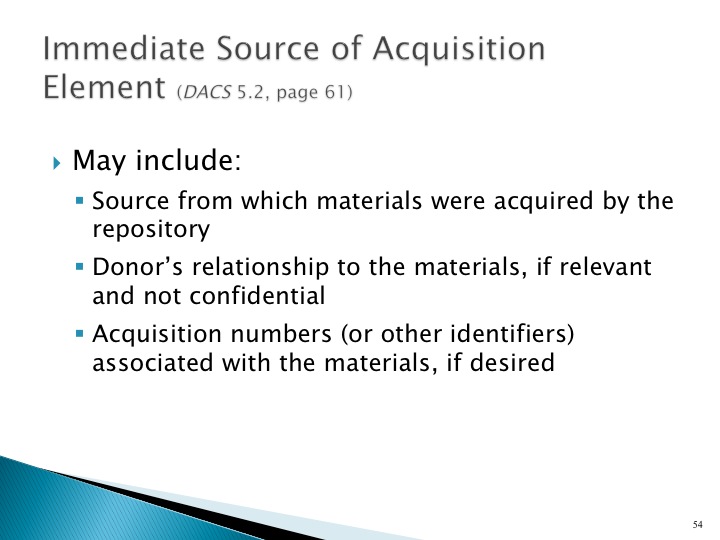 Immediate Source of Acquisition
Element (DACS 5.2, page 61)
May include:
Source from which materials were acquired by the
repository
Donor’s relationship to the materials, if relevant
and not confidential
Acquisition numbers (or other identifiers)
associated with the materials, if desired
54